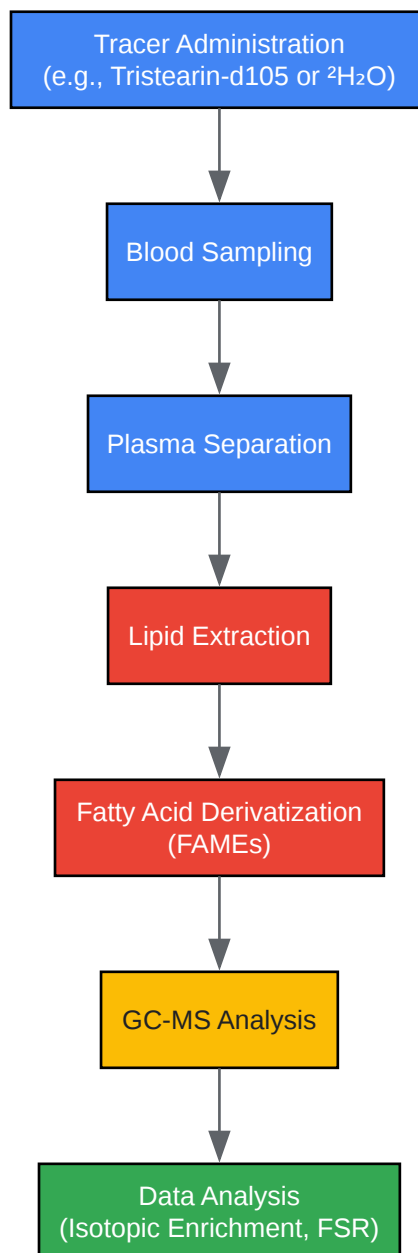 Tracer Administration
(e.g., Tristearin-d105 or ²H₂O)
Blood Sampling
Plasma Separation
Lipid Extraction
Fatty Acid Derivatization
(FAMEs)
GC-MS Analysis
Data Analysis
(Isotopic Enrichment, FSR)